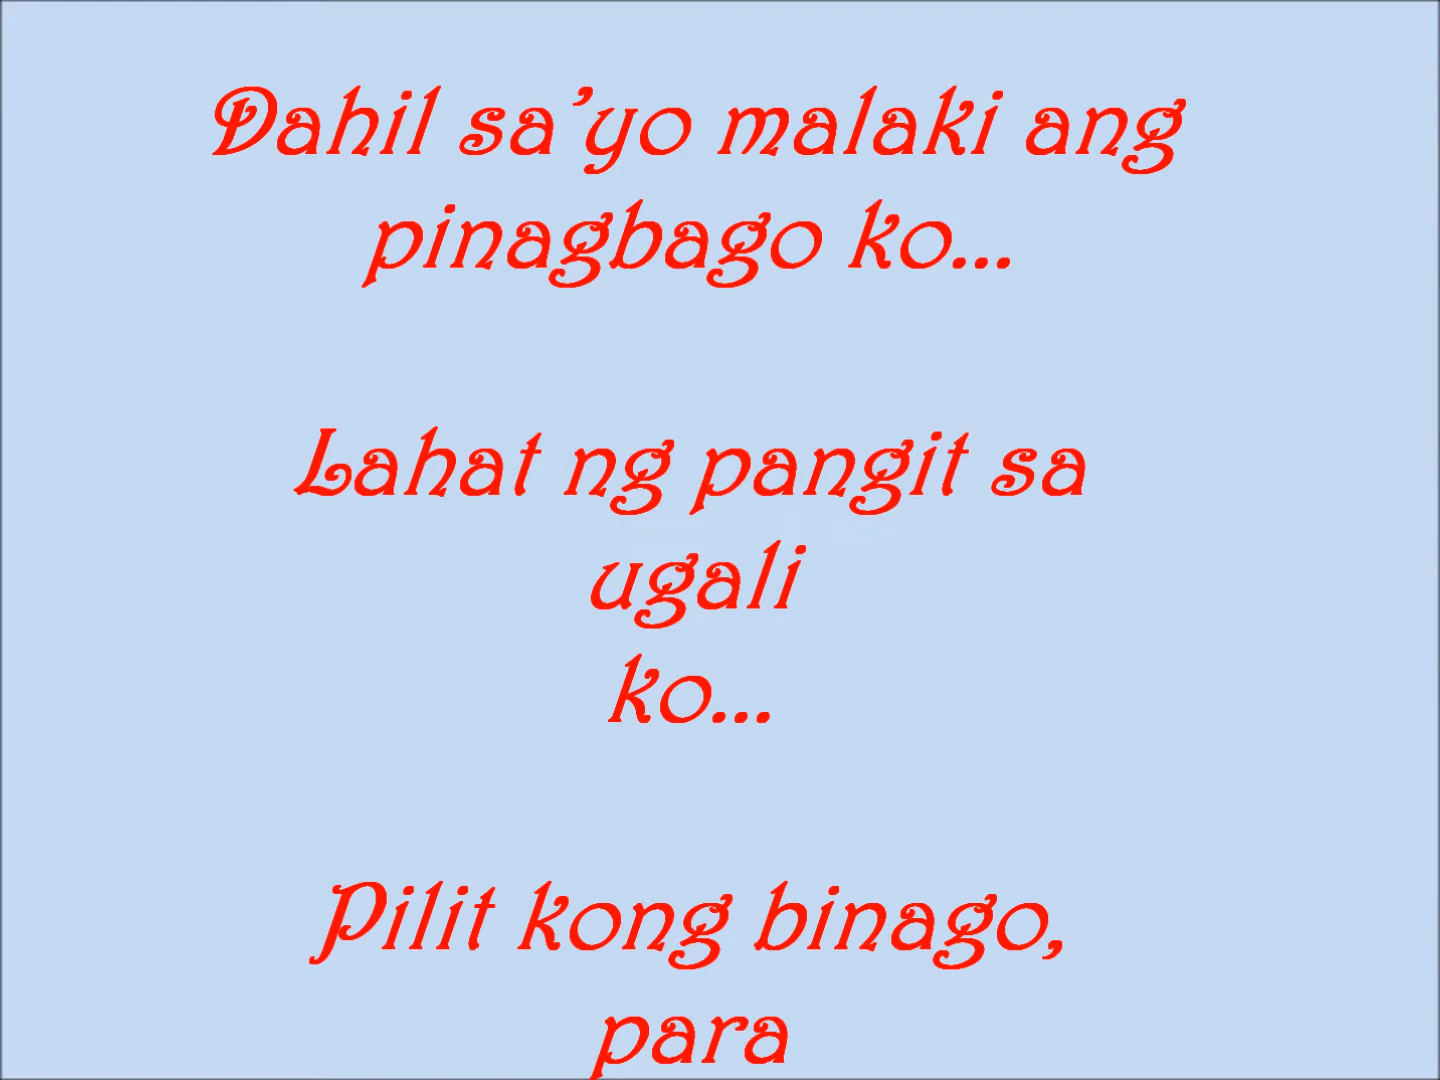 Dahil sa’yo malaki ang
pinagbago ko...
Lahat ng pangit sa
ugali
ko...
Pilit kong binago,
para